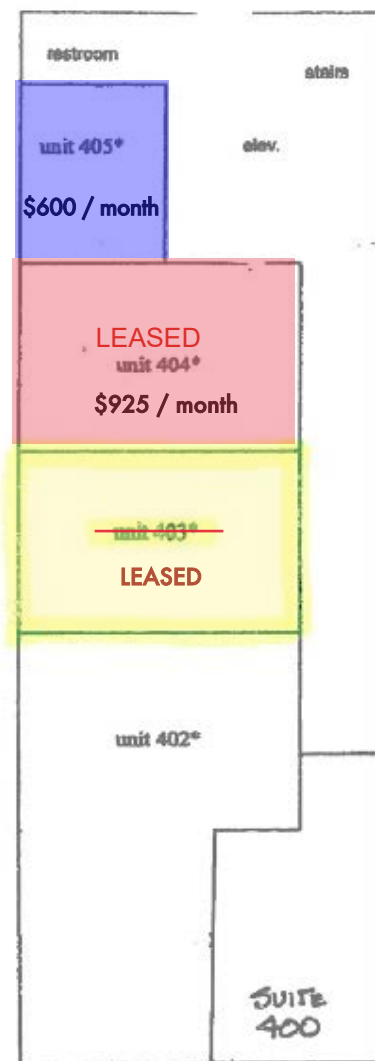 restroom
stairs
unit 405*
elev.
$600 / month
LEASED
unit 404*
$925 / month
unit 403*
LEASED
unit 402*
SUITE
400